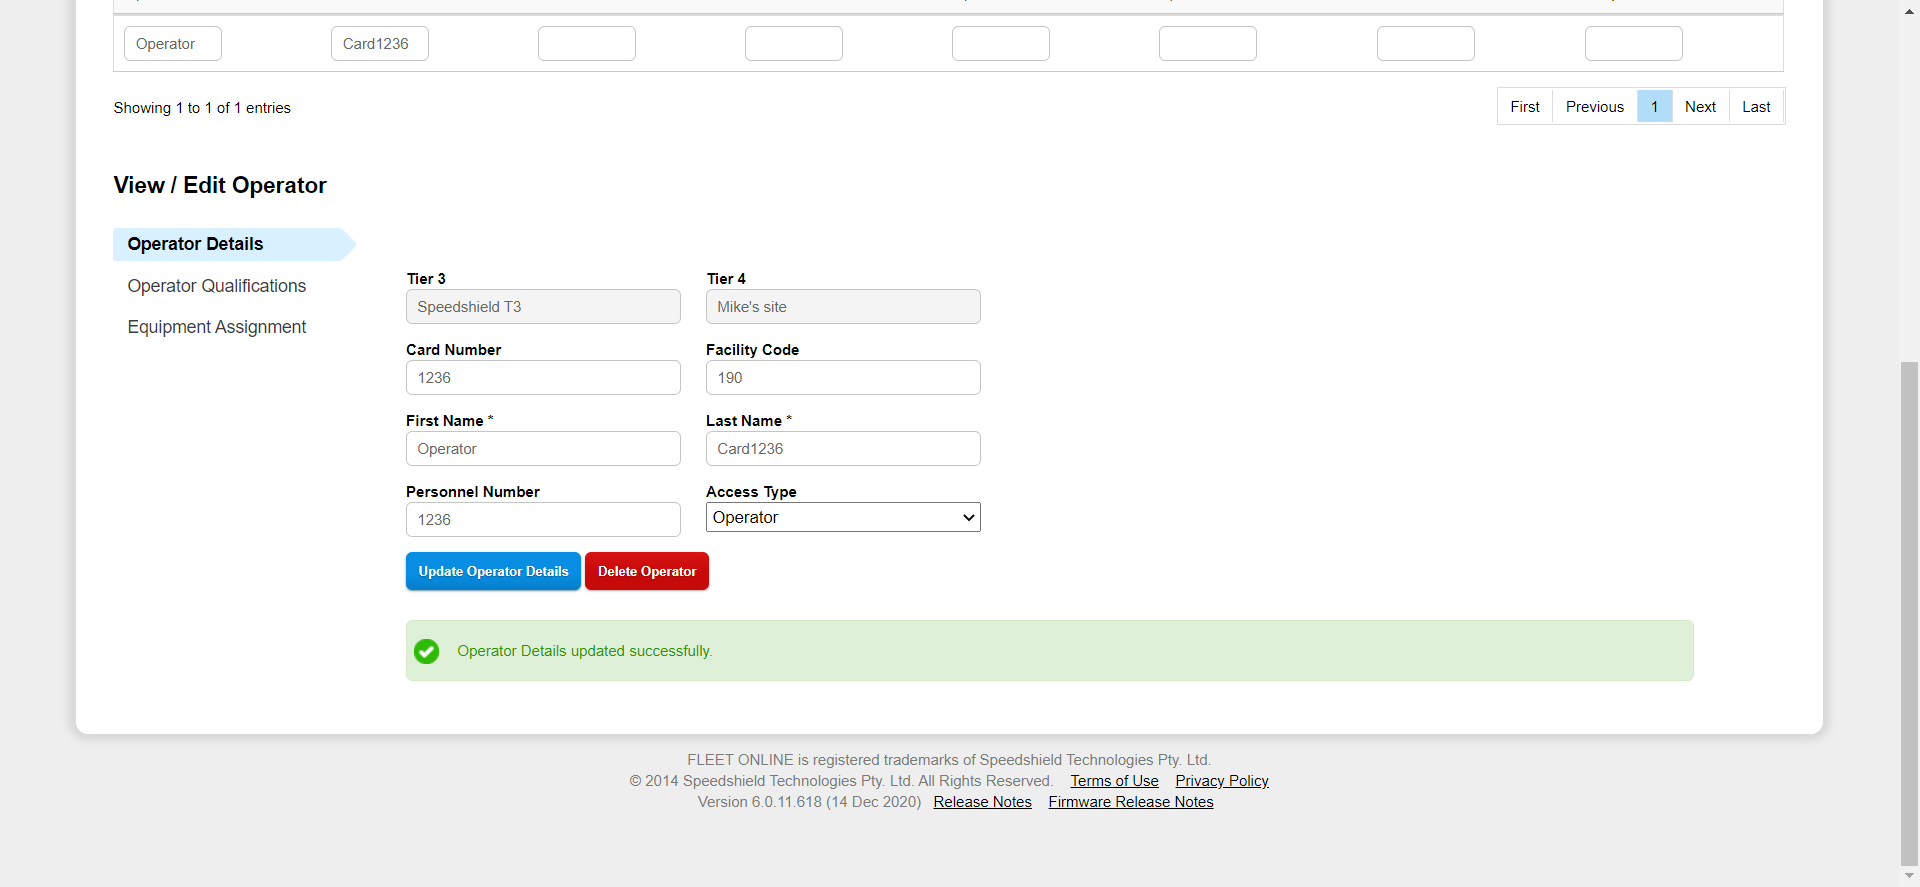 Operator Card1236
Showing 1 to 1 of 1 entries
First Previous 1 Next Last
View / Edit Operator
Operator Details
Operator Qualifications
Equipment Assignment
Tier 3 Tier 4
Speedshield T3 Mike's site
Card Number Facility Code
1236 190
First Name * Last Name *
Operator Card1236
Personnel Number Access Type
1236 Operator
Update Operator Details Delete Operator
Operator Details updated successfully.
FLEET ONLINE is registered trademarks of Speedshield Technologies Pty. Ltd.
© 2014 Speedshield Technologies Pty. Ltd. All Rights Reserved. Terms of Use Privacy Policy
Version 6.0.11.618 (14 Dec 2020) Release Notes Firmware Release Notes